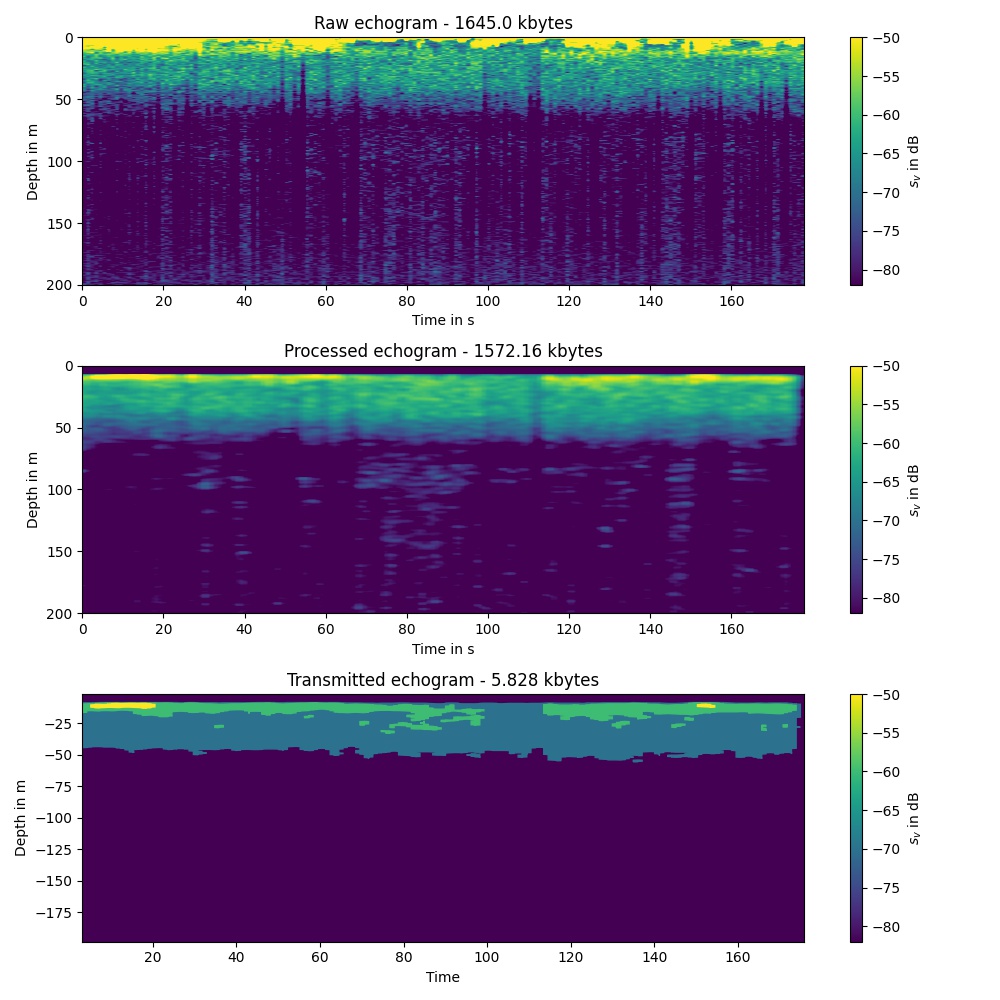 Raw echogram - 1645.0 kbytes
0
50
100
150
200
Depth in m
0 20 40 60 80 100 120 140 160
Time in s
−50
−55
−60
−65
−70
−75
−80
sv in dB
Processed echogram - 1572.16 kbytes
0
50
100
150
200
Depth in m
0 20 40 60 80 100 120 140 160
Time in s
−50
−55
−60
−65
−70
−75
−80
sv in dB
Transmitted echogram - 5.828 kbytes
−25
−50
−75
−100
−125
−150
−175
Depth in m
20 40 60 80 100 120 140 160
Time
−50
−55
−60
−65
−70
−75
−80
sv in dB